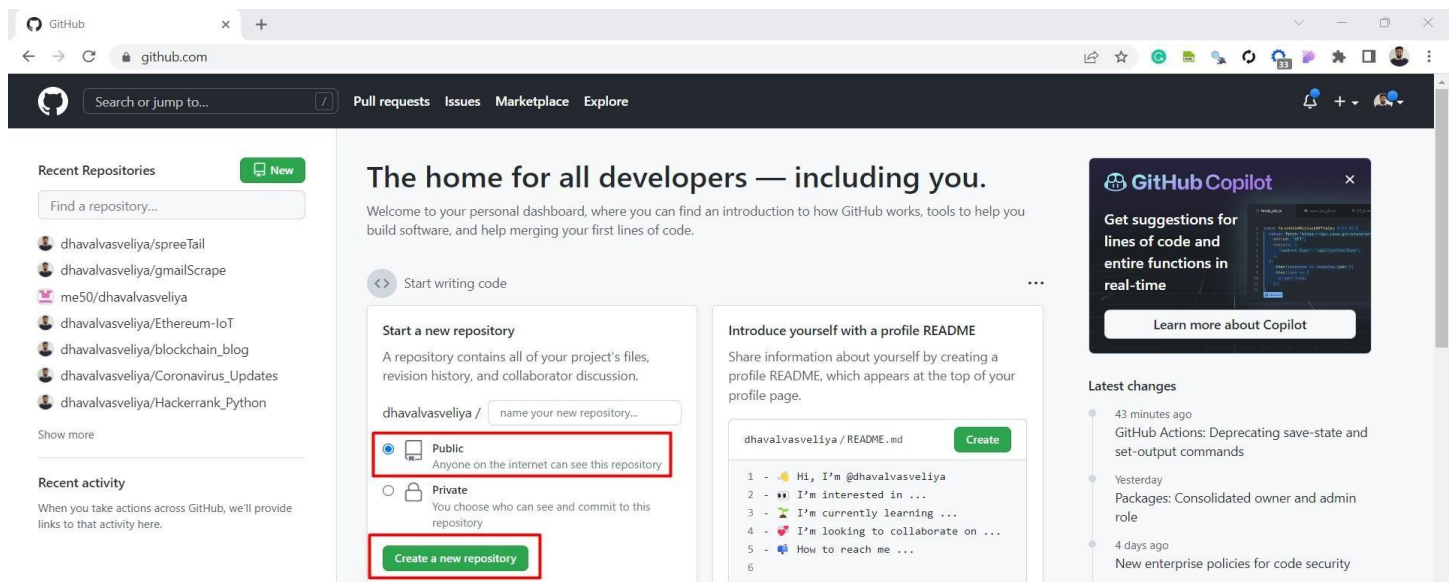 GitHub
github.com
33
Search or jump to...
/
Pull requests Issues Marketplace Explore
Recent Repositories
New
Find a repository...
dhavalvasveliya/spreeTail
dhavalvasveliya/gmailScrape
me50/dhavalvasveliya
dhavalvasveliya/Ethereum-IoT
dhavalvasveliya/blockchain_blog
dhavalvasveliya/Coronavirus_Updates
dhavalvasveliya/Hackerrank_Python
Show more
Recent activity
When you take actions across GitHub, we'll provide
links to that activity here.
The home for all developers — including you.
Welcome to your personal dashboard, where you can find an introduction to how GitHub works, tools to help you
build software, and help merging your first lines of code.
Start writing code
Start a new repository
A repository contains all of your project's files,
revision history, and collaborator discussion.
dhavalvasveliya / name your new repository...
Public
Anyone on the internet can see this repository
Private
You choose who can see and commit to this
repository
Create a new repository
Introduce yourself with a profile README
Share information about yourself by creating a
profile README, which appears at the top of your
profile page.
dhavalvasveliya/README.md
Create
1 - 👋 Hi, I'm @dhavalvasveliya
2 - 👀 I'm interested in ...
3 - 🌱 I'm currently learning ...
4 - 💞️ I'm looking to collaborate on ...
5 - 📫 How to reach me ...
6
GitHub Copilot
Get suggestions for
lines of code and
entire functions in
real-time
Learn more about Copilot
Latest changes
43 minutes ago
GitHub Actions: Deprecating save-state and
set-output commands
Yesterday
Packages: Consolidated owner and admin
role
4 days ago
New enterprise policies for code security